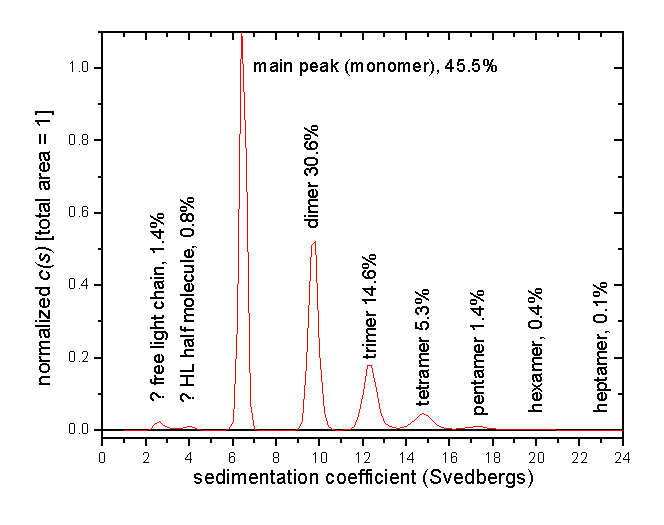 main peak (monomer), 45.5%
dimer 30.6%
trimer 14.6%
tetramer 5.3%
pentamer 1.4%
hexamer, 0.4%
heptamer, 0.1%
? free light chain, 1.4%
? HL half molecule, 0.8%
normalized c(s) [total area = 1]
1.0
0.8
0.6
0.4
0.2
0.0
0 2 4 6 8 10 12 14 16 18 20 22 24
sedimentation coefficient (Svedbergs)